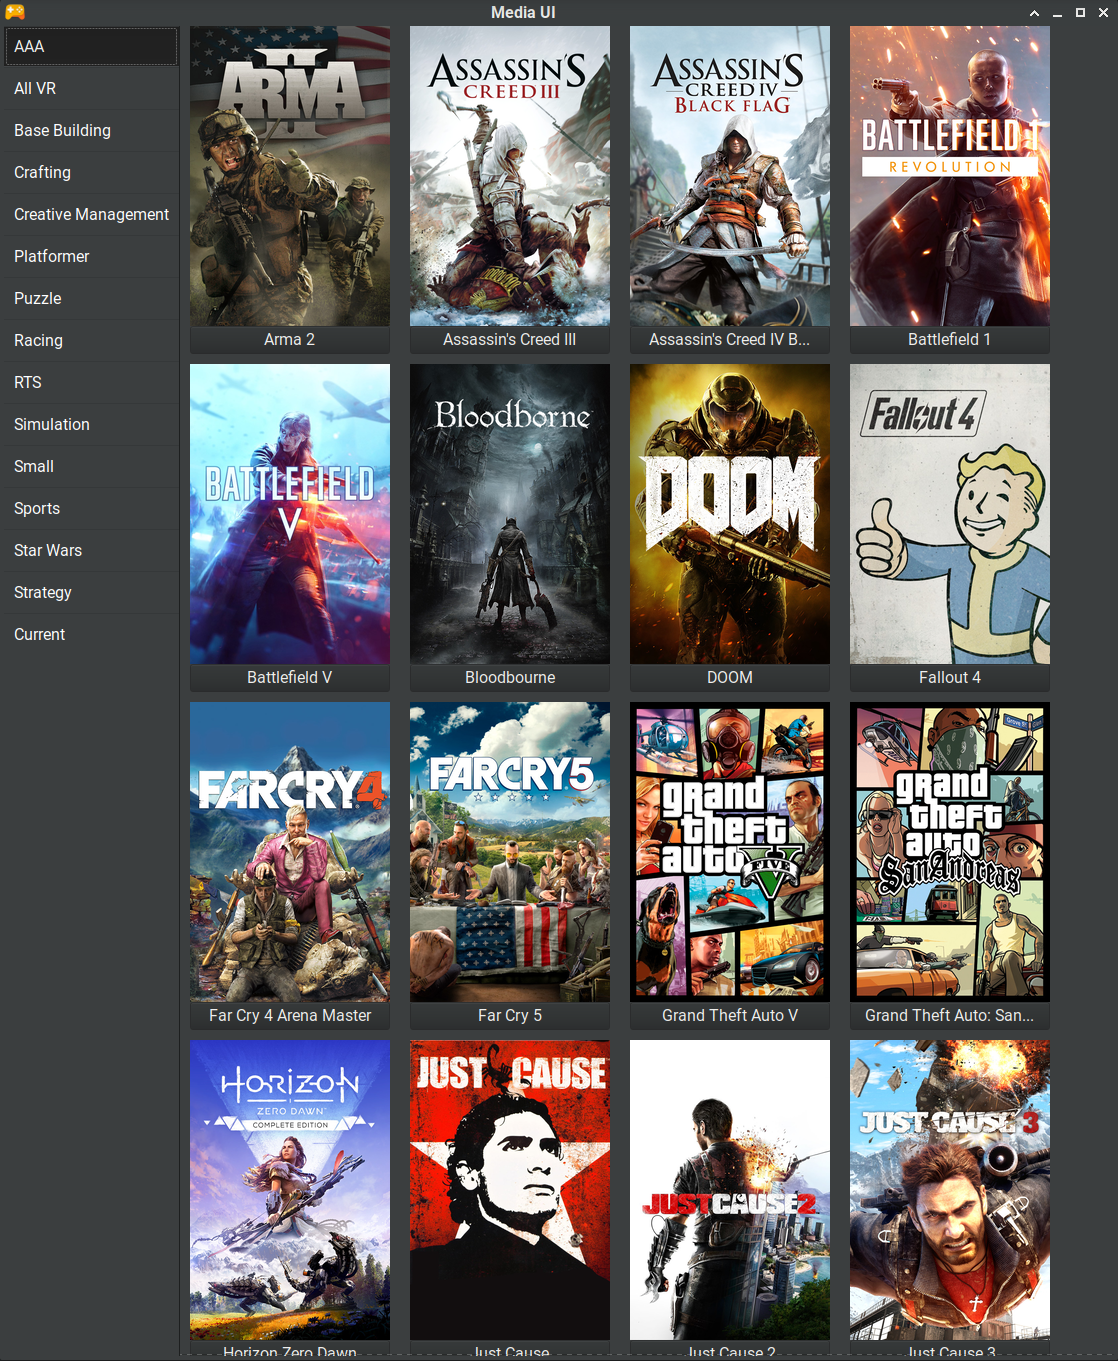 Media UI
AAA
All VR
Base Building
Crafting
Creative Management
Platformer
Puzzle
Racing
RTS
Simulation
Small
Sports
Star Wars
Strategy
Current
ARMA
II
Arma 2
ASSASSIN'S
CREED III
Assassin's Creed III
ASSASSIN'S
CREED IV
BLACK FLAG
Assassin's Creed IV B...
BATTLEFIELD 1
REVOLUTION
Battlefield 1
BATTLEFIELD
V
Battlefield V
Bloodborne
Bloodbourne
DOOM
DOOM
Fallout 4
Fallout 4
FARCRY4
Far Cry 4 Arena Master
FARCRY5
Far Cry 5
grand
theft
auto
FIVE
Grand Theft Auto V
grand
theft
auto
San Andreas
Grand Theft Auto: San...
HORIZON
ZERO DAWN
COMPLETE EDITION
Horizon Zero Dawn
JUST CAUSE
Just Cause
JUST CAUSE 2
Just Cause 2
JUST CAUSE 3
Just Cause 3